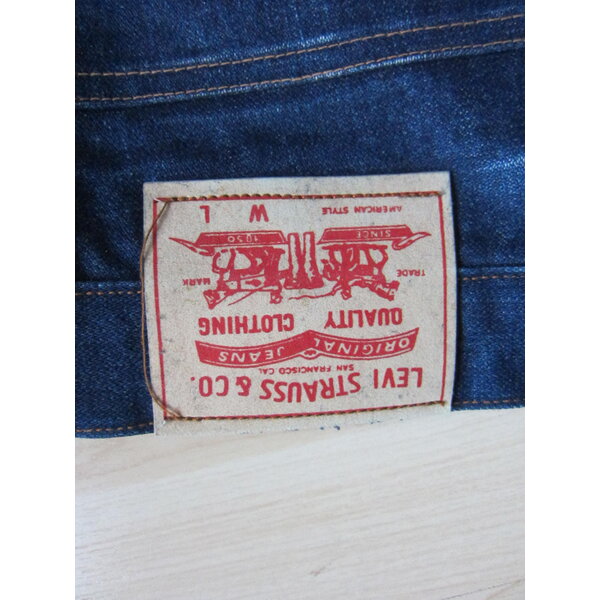 LEVI STRAUSS & CO.
SAN FRANCISCO CAL
ORIGINAL JEANS
QUALITY CLOTHING
TRADE MARK
SINCE 1850
AMERICAN STYLE
W L